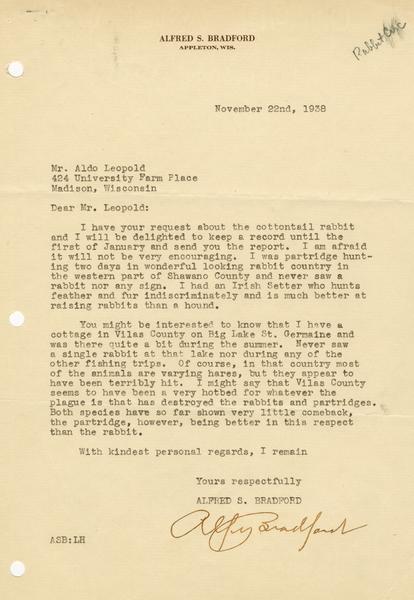 ALFRED S. BRADFORD
APPLETON, WIS.
Rabbit Cyc
November 22nd, 1938
Mr. Aldo Leopold
424 University Farm Place
Madison, Wisconsin
Dear Mr. Leopold:
I have your request about the cottontail rabbit
and I will be delighted to keep a record until the
first of January and send you the report. I am afraid
it will not be very encouraging. I was partridge hunt-
ing two days in wonderful looking rabbit country in
the western part of Shawano County and never saw a
rabbit nor any sign. I had an Irish Setter who hunts
feather and fur indiscriminately and is much better at
raising rabbits than a hound.
You might be interested to know that I have a
cottage in Vilas County on Big Lake St. Germaine and
was there quite a bit during the summer. Never saw
a single rabbit at that lake nor during any of the
other fishing trips. Of course, in that country most
of the animals are varying hares, but they appear to
have been terribly hit. I might say that Vilas County
seems to have been a very hotbed for whatever the
plague is that has destroyed the rabbits and partridges.
Both species have so far shown very little comeback,
the partridge, however, being better in this respect
than the rabbit.
With kindest personal regards, I remain
Yours respectfully
ALFRED S. BRADFORD
Bradford
ASB:LH